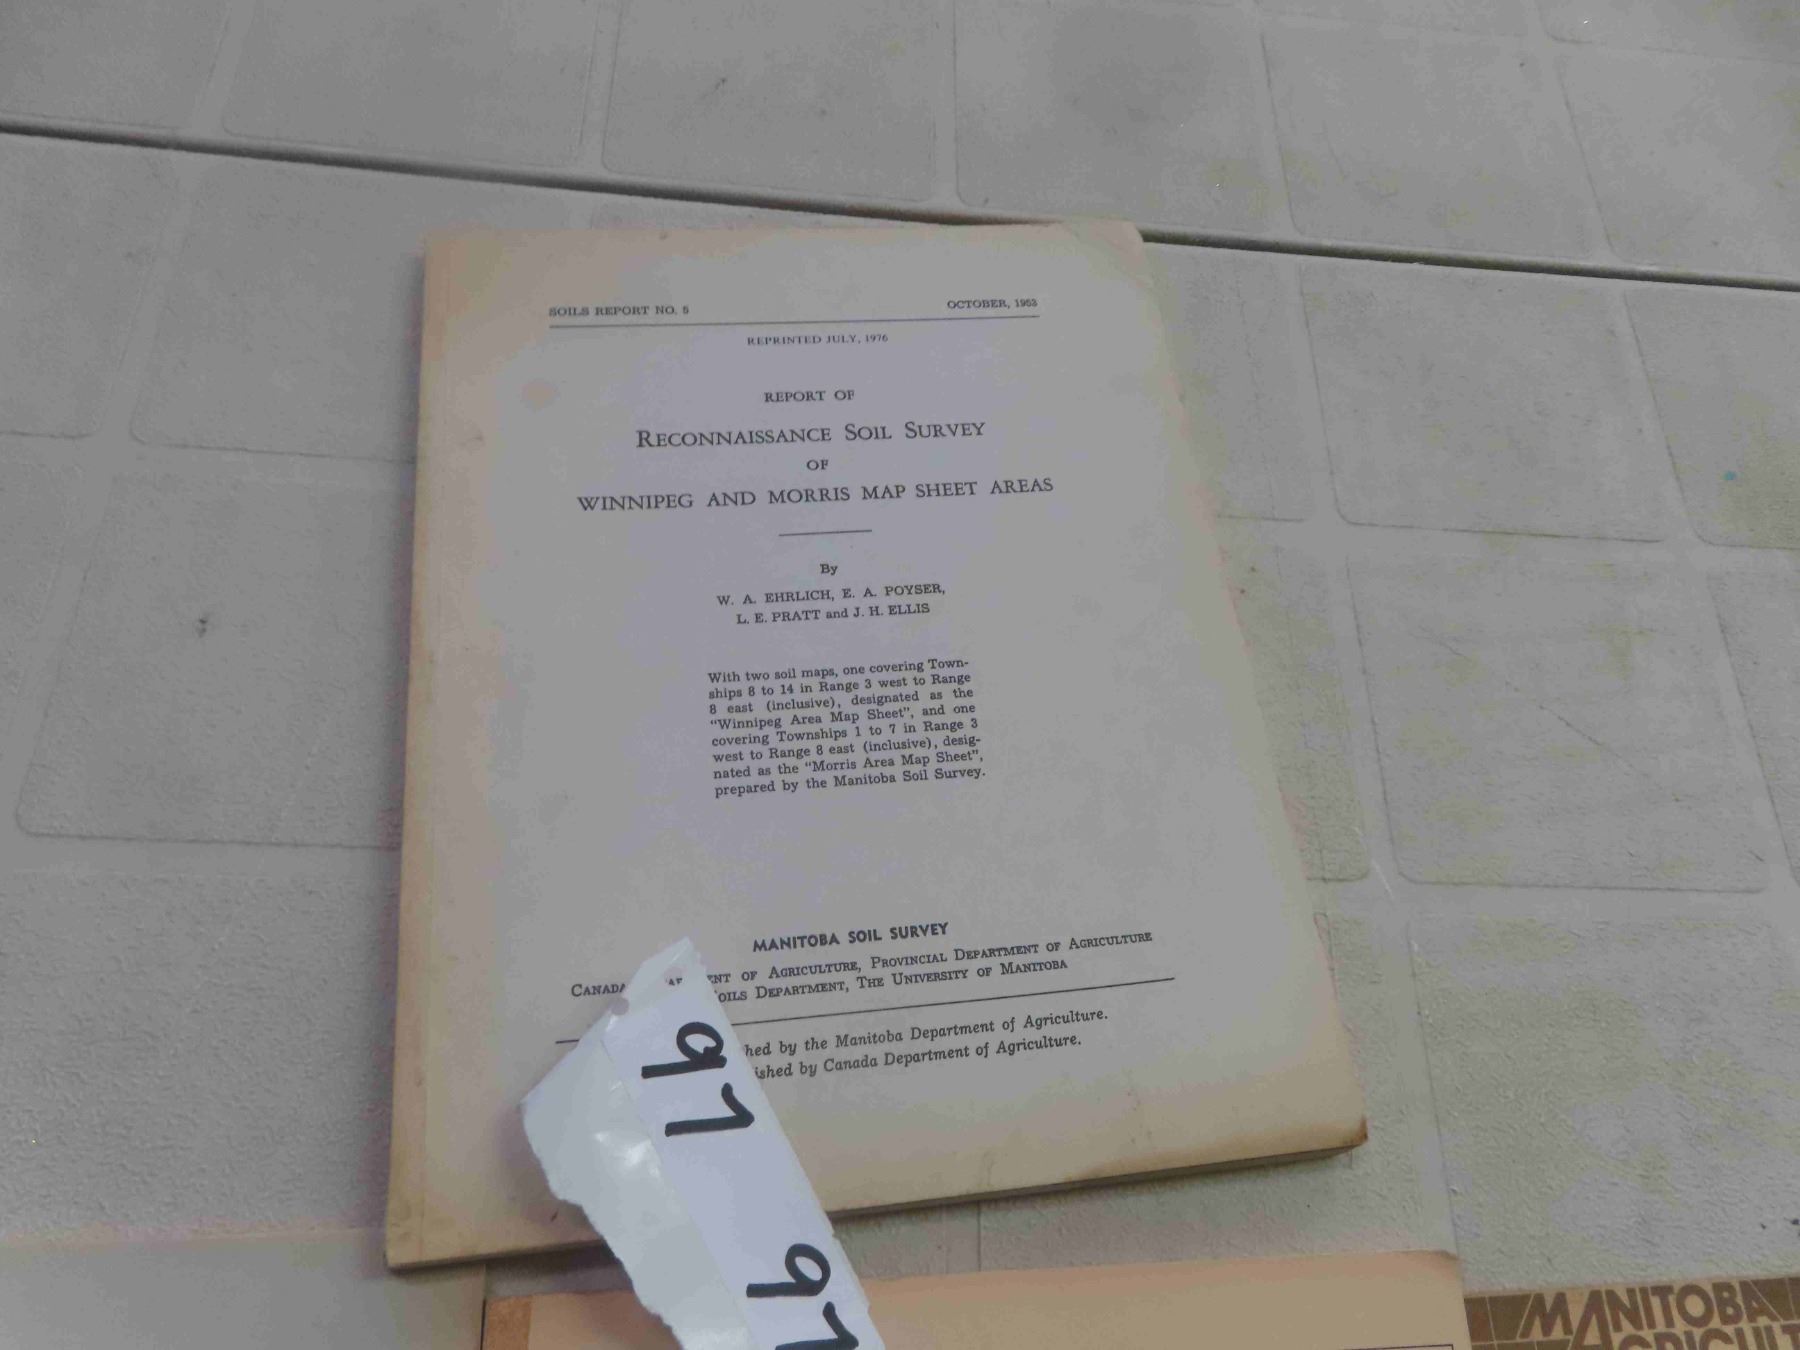 SOILS REPORT NO. 5 OCTOBER, 1953
REPRINTED JULY, 1976
REPORT OF
RECONNAISSANCE SOIL SURVEY
OF
WINNIPEG AND MORRIS MAP SHEET AREAS
By
W. A. EHRLICH, E. A. POYSER,
L. E. PRATT and J. H. ELLIS
With two soil maps, one covering Town-
ships 8 to 14 in Range 3 west to Range
8 east (inclusive), designated as the
"Winnipeg Area Map Sheet", and one
covering Townships 1 to 7 in Range 3
west to Range 8 east (inclusive), desig-
nated as the "Morris Area Map Sheet",
prepared by the Manitoba Soil Survey.
MANITOBA SOIL SURVEY
CANADA OF AGRICULTURE, PROVINCIAL DEPARTMENT OF AGRICULTURE
OILS DEPARTMENT, THE UNIVERSITY OF MANITOBA
hed by the Manitoba Department of Agriculture.
ished by Canada Department of Agriculture.
97
97
MANITOBA